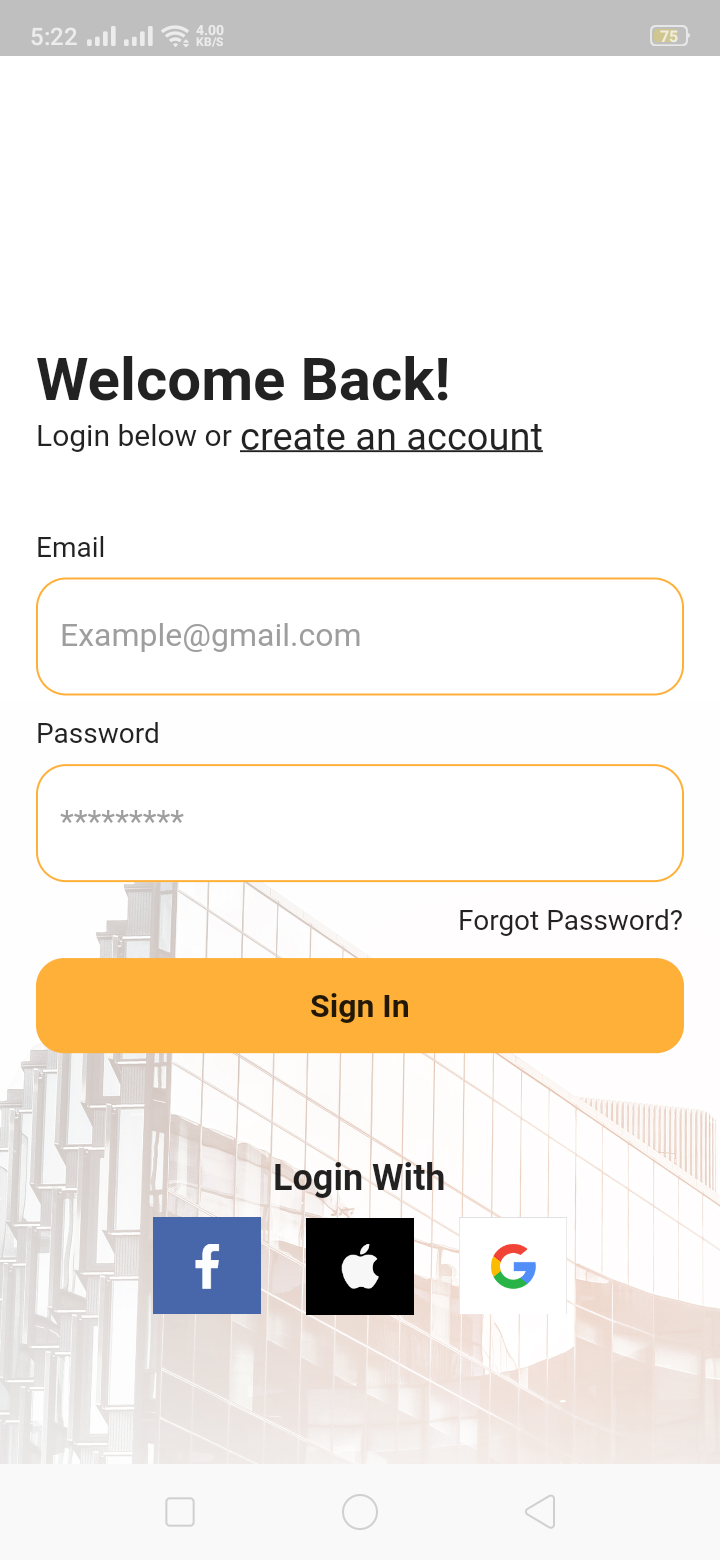 5:22 4.00 KB/S 75
Welcome Back!
Login below or create an account
Email
Example@gmail.com
Password
*********
Forgot Password?
Sign In
Login With